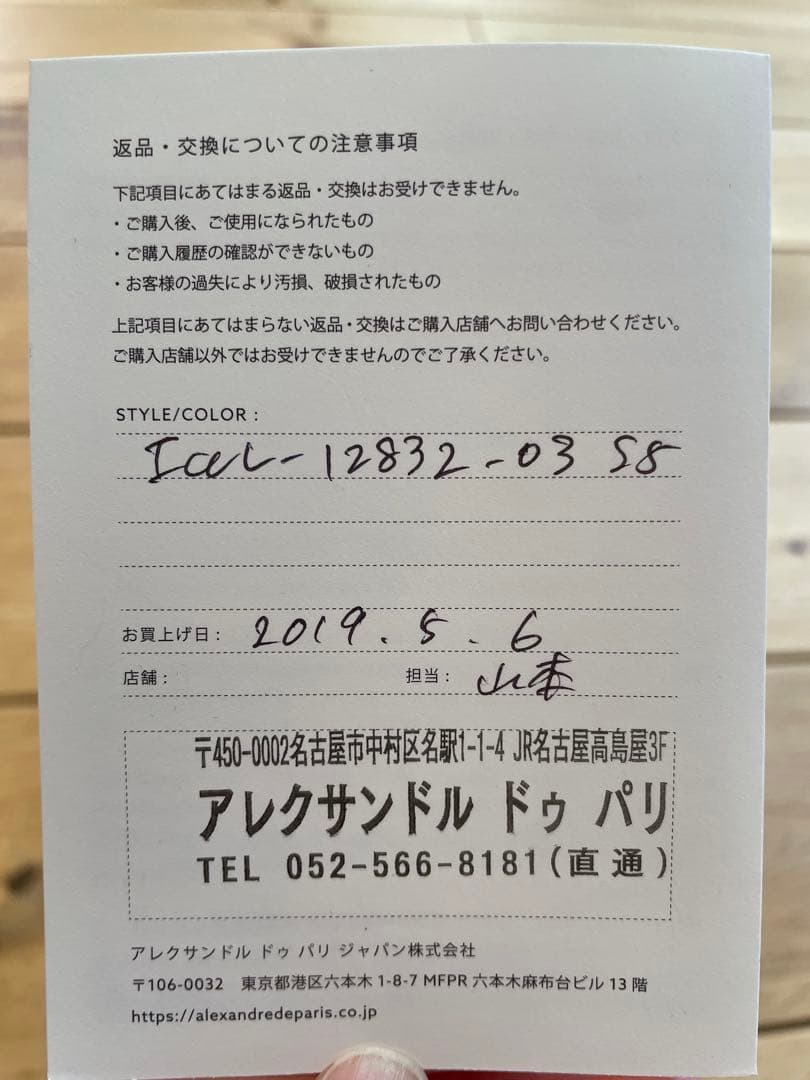 返品・交換についての注意事項
下記項目にあてはまる返品・交換はお受けできません。
・ご購入後、ご使用になられたもの
・ご購入履歴の確認ができないもの
・お客様の過失により汚損、破損されたもの
上記項目にあてはまらない返品・交換はご購入店舗へお問い合わせください。
ご購入店舗以外ではお受けできませんのでご了承ください。
STYLE/COLOR :
-12832-03 S8
お買上げ日: 2019.5.6
店舗: 担当: 山本
〒450-0002名古屋市中村区名駅1-1-4 JR名古屋高島屋3F
アレクサンドル ドゥ パリ
TEL 052-566-8181(直通)
アレクサンドル ドゥ パリ ジャパン株式会社
〒106-0032 東京都港区六本木1-8-7 MFPR 六本木麻布台ビル13階
https://alexandredeparis.co.jp